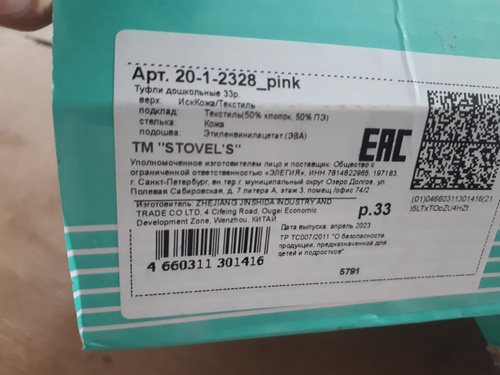 Арт. 20-1-2328_pink
Туфли дошкольные 33р.
верх: ИскКожа/Текстиль
подклад: Текстиль(50% хлопок, 50% ПЭ)
стелька: Кожа
подошва: Этиленвинилацетат (ЭВА)
ТМ "STOVEL'S"
EAC
Уполномоченное изготовителем лицо и поставщик: Общество с
ограниченной ответственностью «ЭЛЕГИЯ», ИНН 7814822965, 197183,
г. Санкт-Петербург, вн.тер.г. муниципальный округ Озеро Долгое, ул.
Полевая Сабировская, д. 3, литера А, этаж 3, помещ. Офис 74/2
(01)04660311301416(21
)5LTxTOoZU4HZt
Изготовитель: ZHEJIANG JINSHIDA INDUSTRY AND
TRADE CO LTD, 4 Cifeing Road, Ougai Economic
Development Zone, Wenzhou, КИТАЙ
р.33
Дата выпуска: апрель 2023
ТР ТС007/2011 "О безопасности
продукции, предназначенной для
детей и подростков"
4 660311 301416
5791